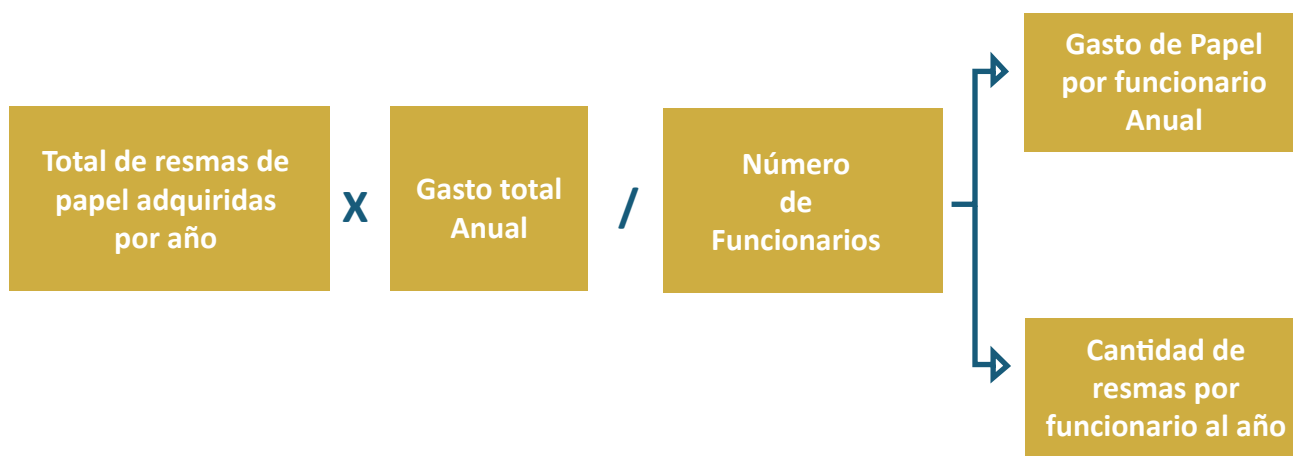 Total de resmas de
papel adquiridas
por año
X
Gasto total
Anual
/
Número
de
Funcionarios
Gasto de Papel
por funcionario
Anual
Cantidad de
resmas por
funcionario al año